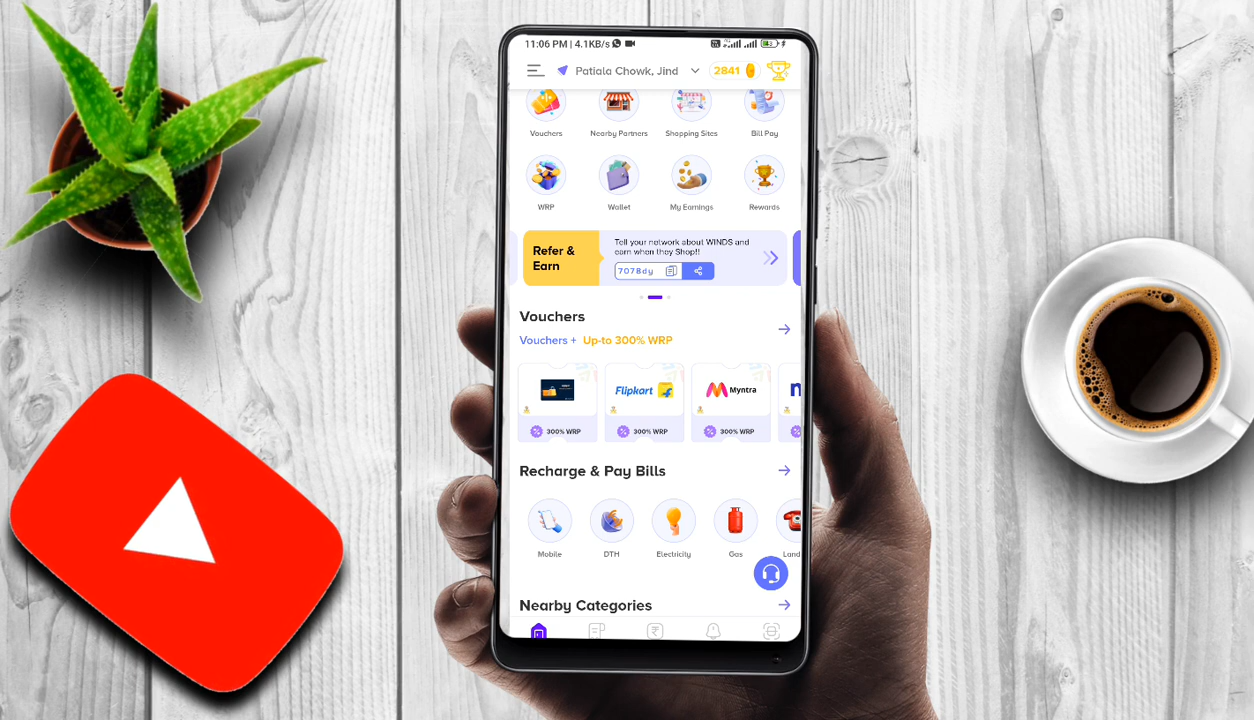 11:06 PM | 4.1KB/s
Patiala Chowk, Jind
2841
Vouchers
Nearby Partners
Shopping Sites
Bill Pay
WRP
Wallet
My Earnings
Rewards
Refer &
Earn
Tell your network about WINDS and
earn when they Shop!!
7078dy
Vouchers
Vouchers + Up-to 300% WRP
Flipkart
Myntra
300% WRP
300% WRP
300% WRP
Recharge & Pay Bills
Mobile
DTH
Electricity
Gas
Land
Nearby Categories